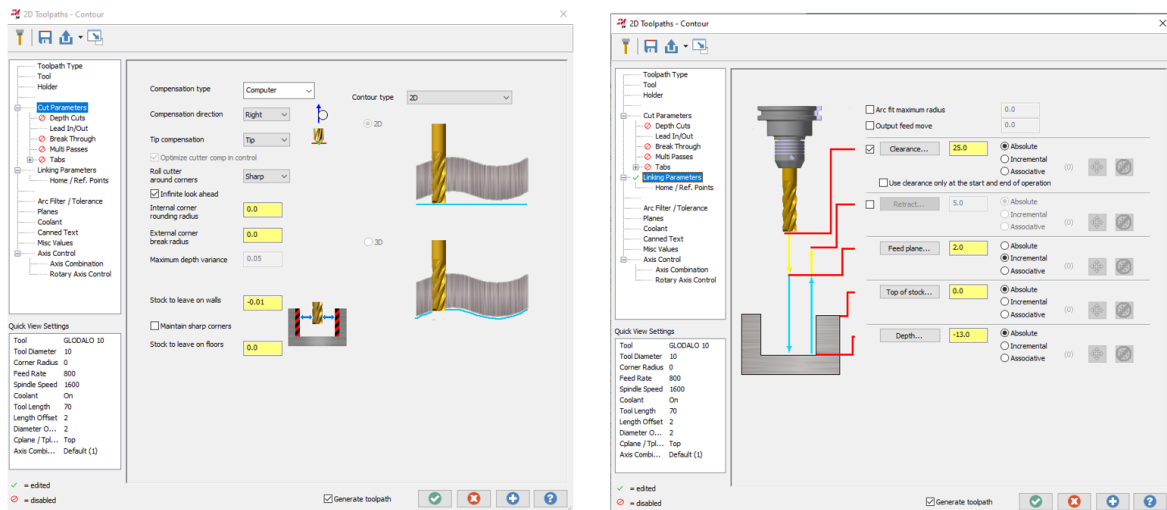 2D Toolpaths - Contour
Toolpath Type
Tool
Holder
Cut Parameters
Depth Cuts
Lead In/Out
Break Through
Multi Passes
Tabs
Linking Parameters
Home / Ref. Points
Arc Filter / Tolerance
Planes
Coolant
Canned Text
Misc Values
Axis Control
Axis Combination
Rotary Axis Control
Quick View Settings
Tool GLODALO 10
Tool Diameter 10
Corner Radius 0
Feed Rate 800
Spindle Speed 1600
Coolant On
Tool Length 70
Length Offset 2
Diameter O... 2
Cplane / Tpl... Top
Axis Combi... Default (1)
= edited
= disabled
Compensation type Computer
Contour type 2D
Compensation direction Right
2D
Tip compensation Tip
Optimize cutter comp in
control
Roll cutter
around corners Sharp
Infinite look ahead
Internal corner
rounding radius 0.0
External corner
break radius 0.0
3D
Maximum depth variance 0.05
Stock to leave on walls -0.01
Maintain sharp corners
Stock to leave on floors 0.0
Generate toolpath
2D Toolpaths - Contour
Toolpath Type
Tool
Holder
Cut Parameters
Depth Cuts
Lead In/Out
Break Through
Multi Passes
Tabs
Linking Parameters
Home / Ref. Points
Arc Filter / Tolerance
Planes
Coolant
Canned Text
Misc Values
Axis Control
Axis Combination
Rotary Axis Control
Quick View Settings
Tool GLODALO 10
Tool Diameter 10
Corner Radius 0
Feed Rate 800
Spindle Speed 1600
Coolant On
Tool Length 70
Length Offset 2
Diameter O... 2
Cplane / Tpl... Top
Axis Combi... Default (1)
= edited
= disabled
Arc fit maximum radius 0.0
Output feed move 0.0
Clearance... 25.0 Absolute
Incremental
Associative (0)
Use clearance only at the start and end of operation
Retract... 5.0 Absolute
Incremental
Associative (0)
Feed plane... 2.0 Absolute
Incremental
Associative (0)
Top of stock... 0.0 Absolute
Incremental
Associative (0)
Depth... -13.0 Absolute
Incremental
Associative (0)
Generate toolpath